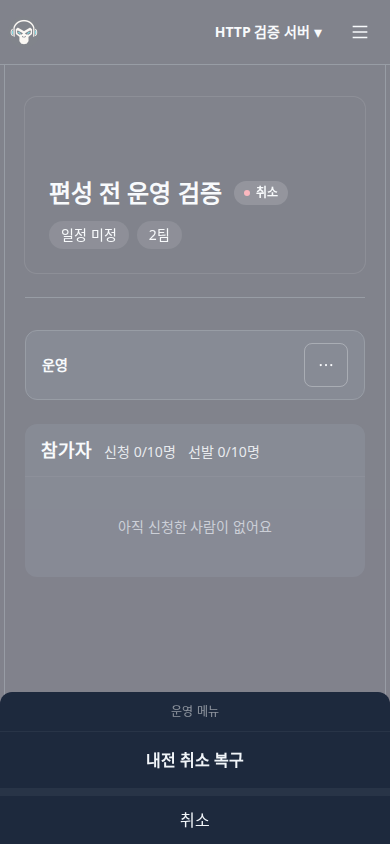 HTTP 검증 서버 ▾
편성 전 운영 검증
취소
일정 미정 2팀
운영 ⋯
참가자 신청 0/10명 선발 0/10명
아직 신청한 사람이 없어요
운영 메뉴
내전 취소 복구
취소